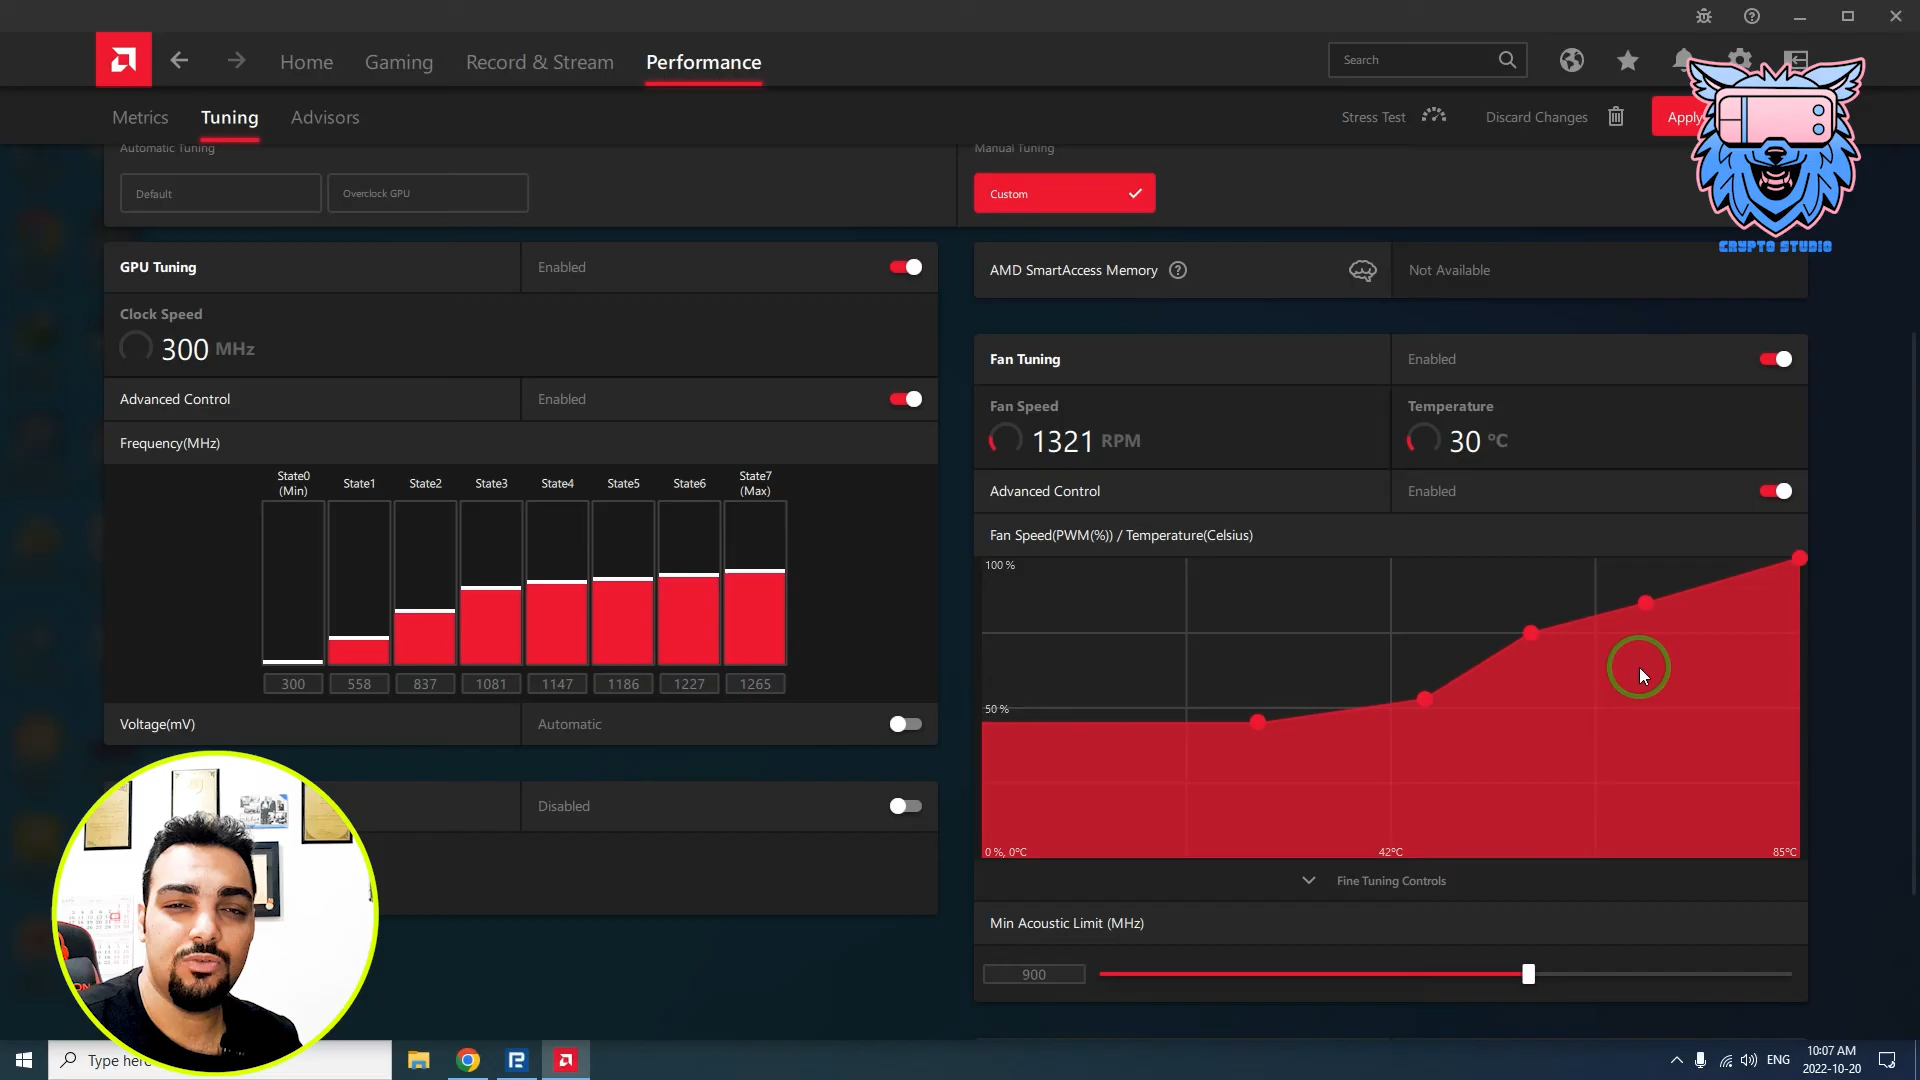 Home
Gaming
Record & Stream
Performance
Search
Metrics
Tuning
Advisors
Stress Test
Discard Changes
Apply
Automatic Tuning
Manual Tuning
Default
Overclock GPU
Custom
CRYPTO STUDIO
GPU Tuning
Enabled
AMD SmartAccess Memory
Not Available
Clock Speed
300 MHz
Fan Tuning
Enabled
Advanced Control
Enabled
Fan Speed
1321 RPM
Temperature
30 °C
Frequency(MHz)
State0 (Min)
State1
State2
State3
State4
State5
State6
State7 (Max)
300
558
837
1081
1147
1186
1227
1265
Advanced Control
Enabled
Fan Speed(PWM(%)) / Temperature(Celsius)
100 %
50 %
0 %, 0°C
42°C
85°C
Voltage(mV)
Automatic
Disabled
Fine Tuning Controls
Min Acoustic Limit (MHz)
900
Type here
ENG
10:07 AM
2022-10-20